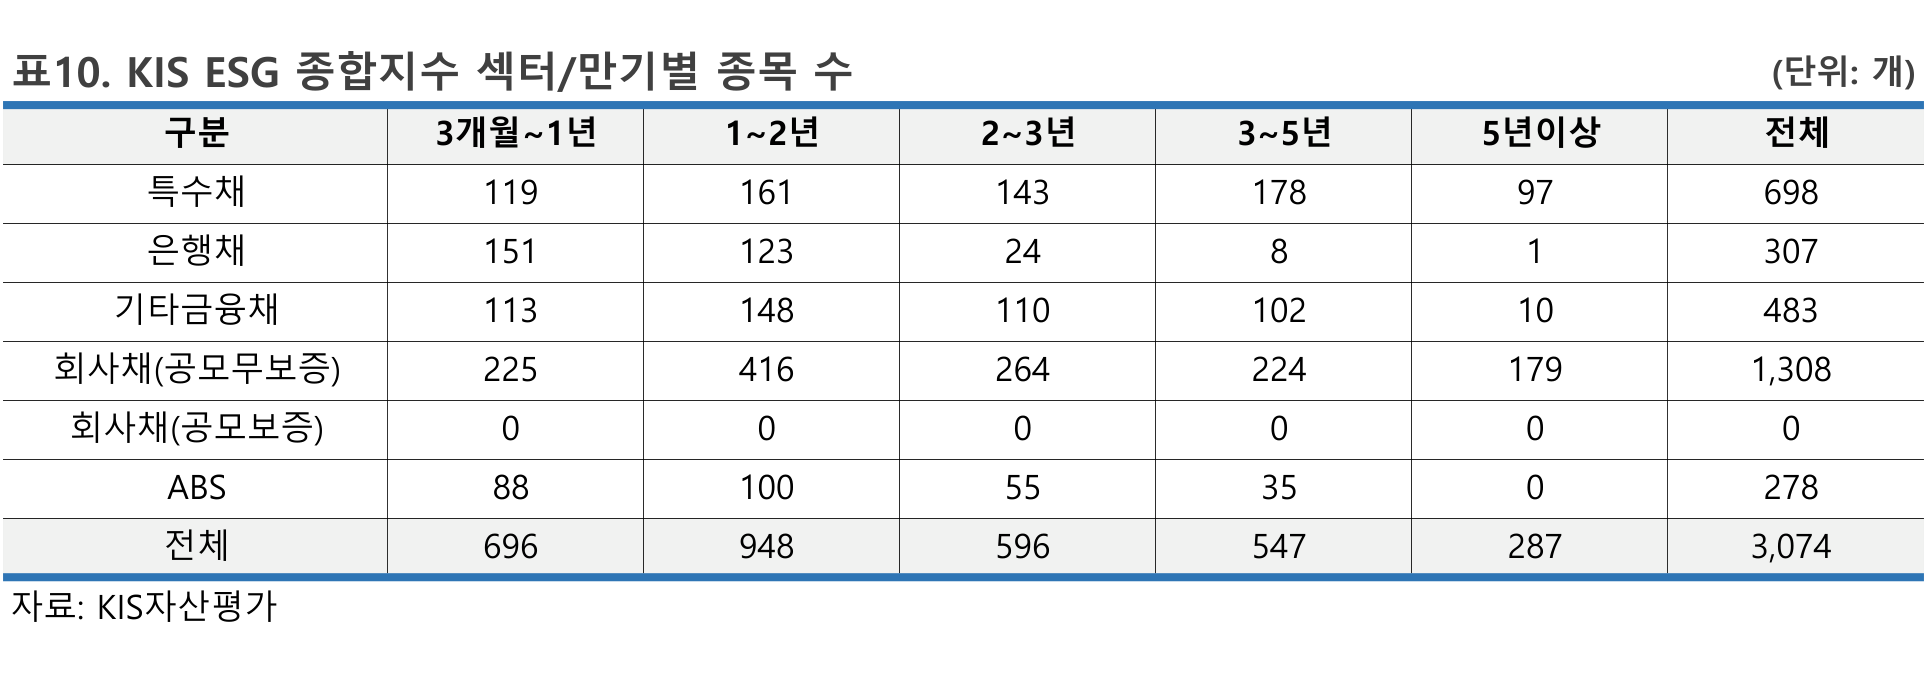 표10. KIS ESG 종합지수 섹터/만기별 종목 수 (단위: 개)
구분 3개월~1년 1~2년 2~3년 3~5년 5년이상 전체
특수채 119 161 143 178 97 698
은행채 151 123 24 8 1 307
기타금융채 113 148 110 102 10 483
회사채(공모무보증) 225 416 264 224 179 1,308
회사채(공모보증) 0 0 0 0 0 0
ABS 88 100 55 35 0 278
전체 696 948 596 547 287 3,074
자료: KIS자산평가